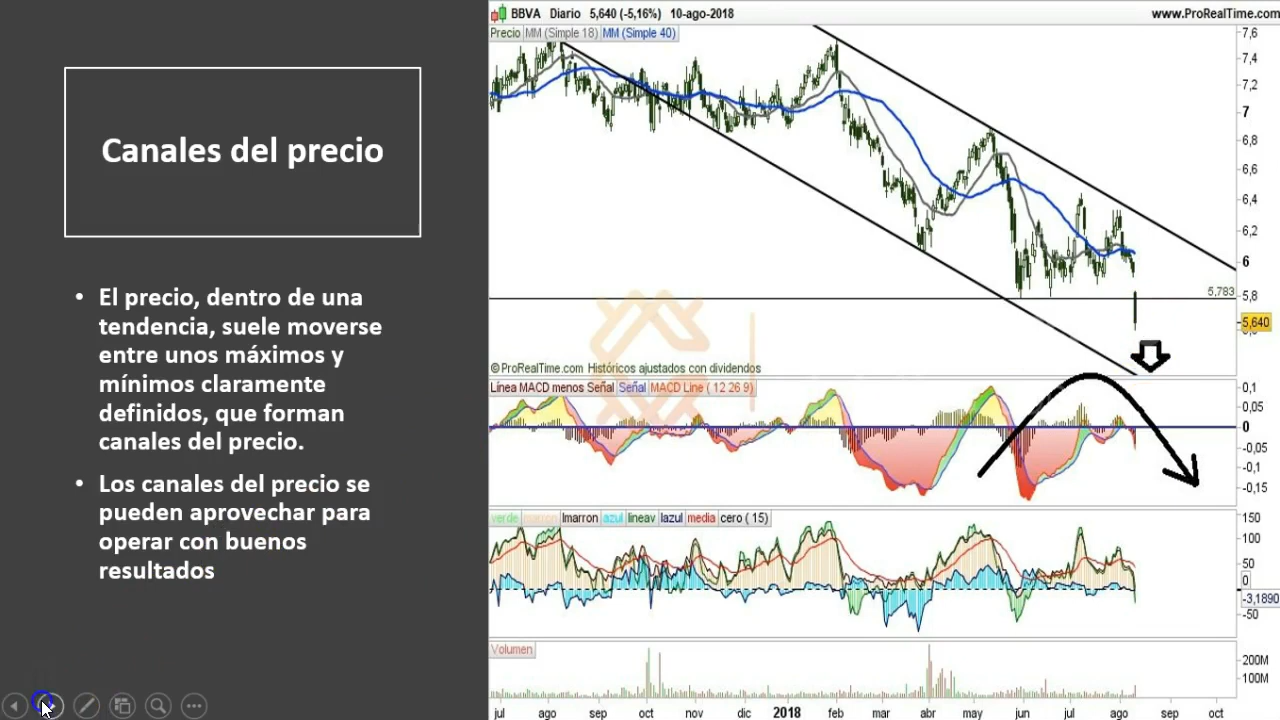 Canales del precio
• El precio, dentro de una
tendencia, suele moverse
entre unos máximos y
mínimos claramente
definidos, que forman
canales del precio.
• Los canales del precio se
pueden aprovechar para
operar con buenos
resultados
BBVA Diario 5,640 (-5,16%) 10-ago-2018
www.ProRealTime.com
Precio MM (Simple 18) MM (Simple 40)
7,6
7,4
7,2
7
6,8
6,6
6,4
6,2
6
5,783
5,8
5,640
© ProRealTime.com Históricos ajustados con dividendos
Línea MACD menos Señal Señal MACD Line ( 12 26 9)
0,1
0,05
0
-0,05
-0,1
-0,15
verde marron lmarron azul lineav lazul media cero ( 15)
150
100
50
0
-3,1890
-50
Volumen
200M
100M
jul ago sep oct nov dic 2018 feb mar abr may jun jul ago sep oct